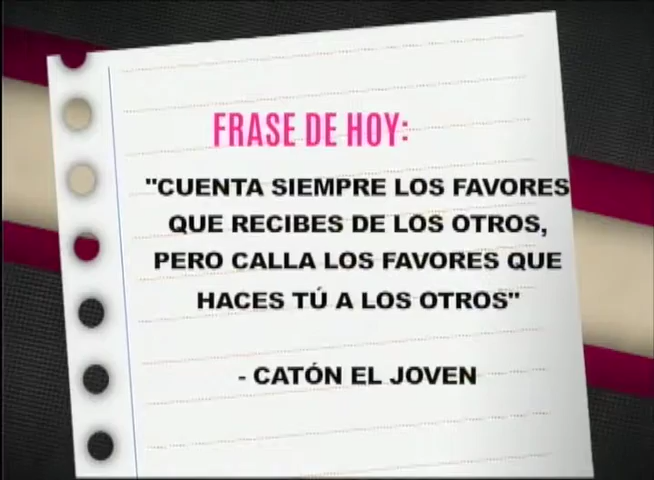 FRASE DE HOY:
"CUENTA SIEMPRE LOS FAVORES
QUE RECIBES DE LOS OTROS,
PERO CALLA LOS FAVORES QUE
HACES TÚ A LOS OTROS"
- CATÓN EL JOVEN